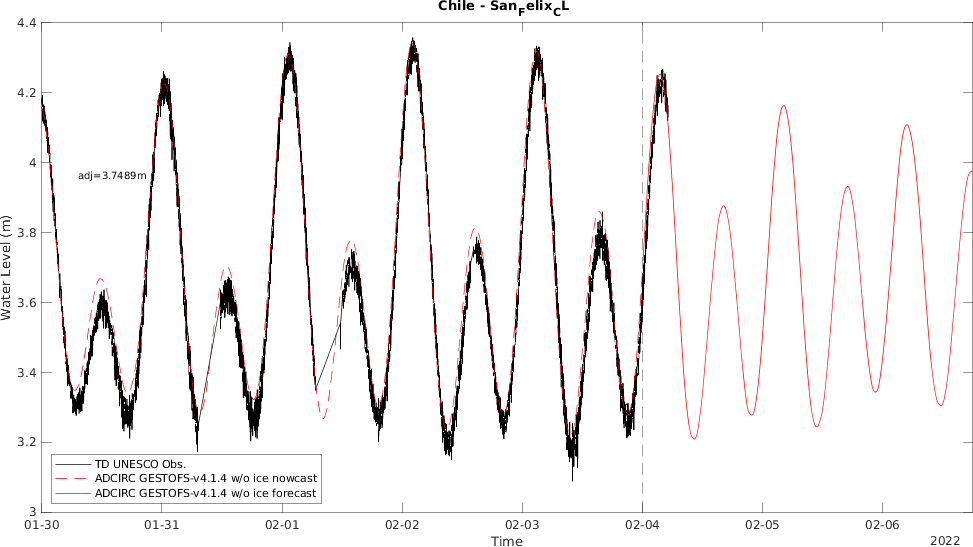 Chile - San_Felix_CL
4.4
4.2
4
3.8
3.6
3.4
3.2
3
Water Level (m)
adj=3.7489m
TD UNESCO Obs.
ADCIRC GESTOFS-v4.1.4 w/o ice nowcast
ADCIRC GESTOFS-v4.1.4 w/o ice forecast
01-30 01-31 02-01 02-02 02-03 02-04 02-05 02-06
Time
2022